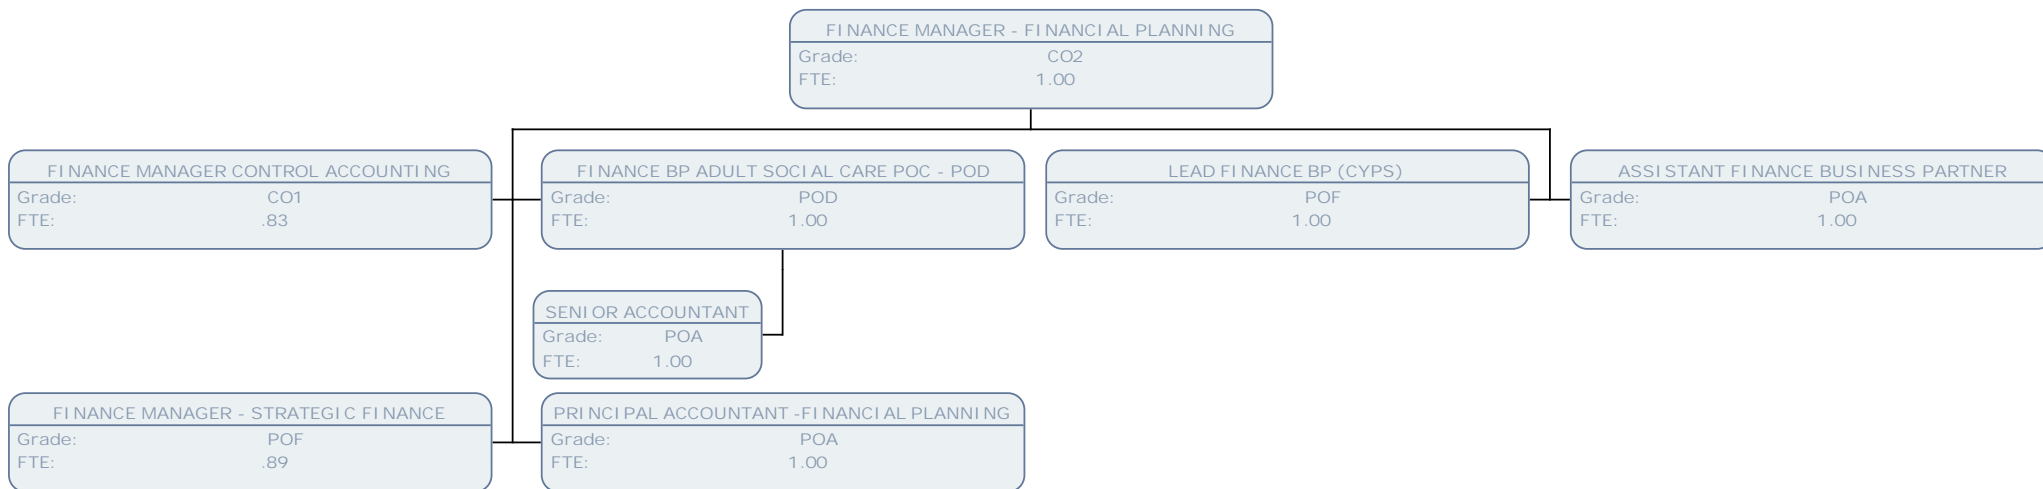 FINANCE MANAGER - FINANCIAL PLANNING
Grade: CO2
FTE: 1.00
FINANCE MANAGER CONTROL ACCOUNTING
Grade: CO1
FTE: .83
FINANCE BP ADULT SOCIAL CARE POC - POD
Grade: POD
FTE: 1.00
LEAD FINANCE BP (CYPS)
Grade: POF
FTE: 1.00
ASSISTANT FINANCE BUSINESS PARTNER
Grade: POA
FTE: 1.00
SENIOR ACCOUNTANT
Grade: POA
FTE: 1.00
FINANCE MANAGER - STRATEGIC FINANCE
Grade: POF
FTE: .89
PRINCIPAL ACCOUNTANT -FINANCIAL PLANNING
Grade: POA
FTE: 1.00